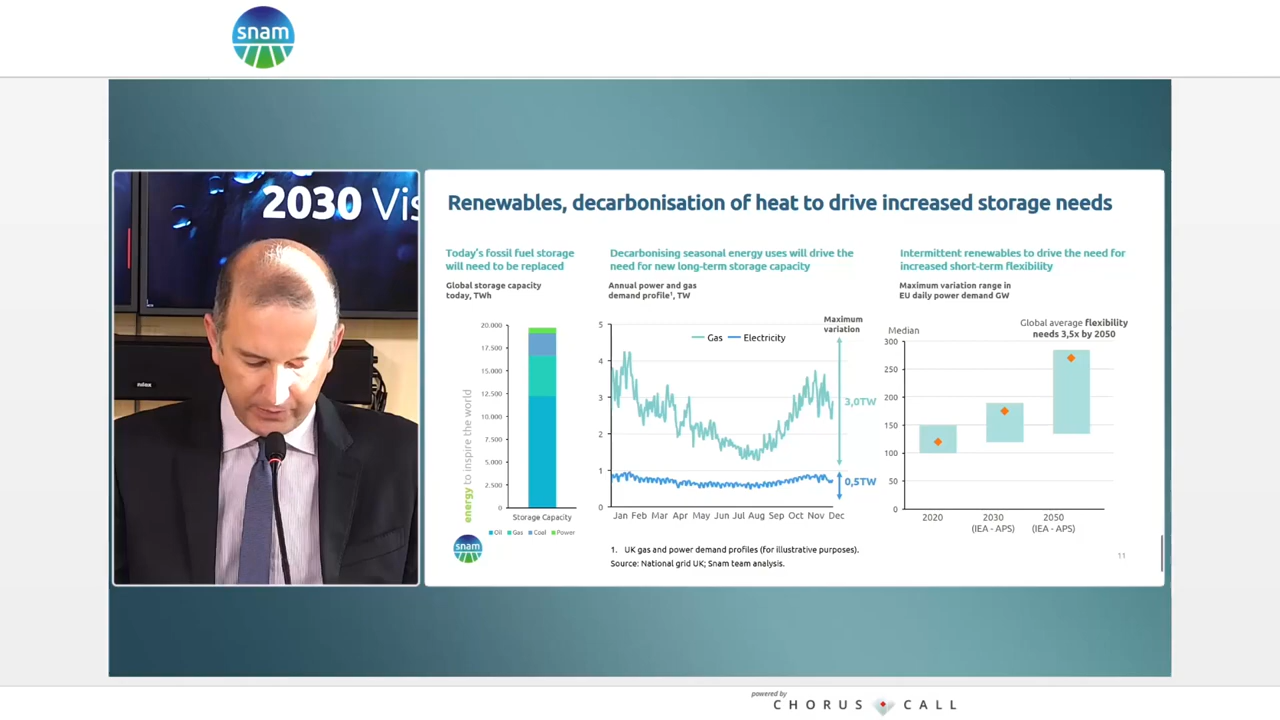 snam
2030 Vis
Renewables, decarbonisation of heat to drive increased storage needs
Today's fossil fuel storage
will need to be replaced
Global storage capacity
today, TWh
20.000
17.500
15.000
12.500
10.000
7.500
5.000
2.500
0
Storage Capacity
Oil Gas Coal Power
energy to inspire the world
snam
Decarbonising seasonal energy uses will drive the
need for new long-term storage capacity
Annual power and gas
demand profile¹, TW
Maximum
variation
Gas Electricity
5
4
3
2
1
0
3,0TW
0,5TW
Jan Feb Mar Apr May Jun Jul Aug Sep Oct Nov Dec
1. UK gas and power demand profiles (for illustrative purposes).
Source: National grid UK; Snam team analysis.
Intermittent renewables to drive the need for
increased short-term flexibility
Maximum variation range in
EU daily power demand GW
Median
Global average flexibility
needs 3,5x by 2050
300
250
200
150
100
50
0
2020 2030 2050
(IEA - APS) (IEA - APS)
11
powered by
CHORUS CALL